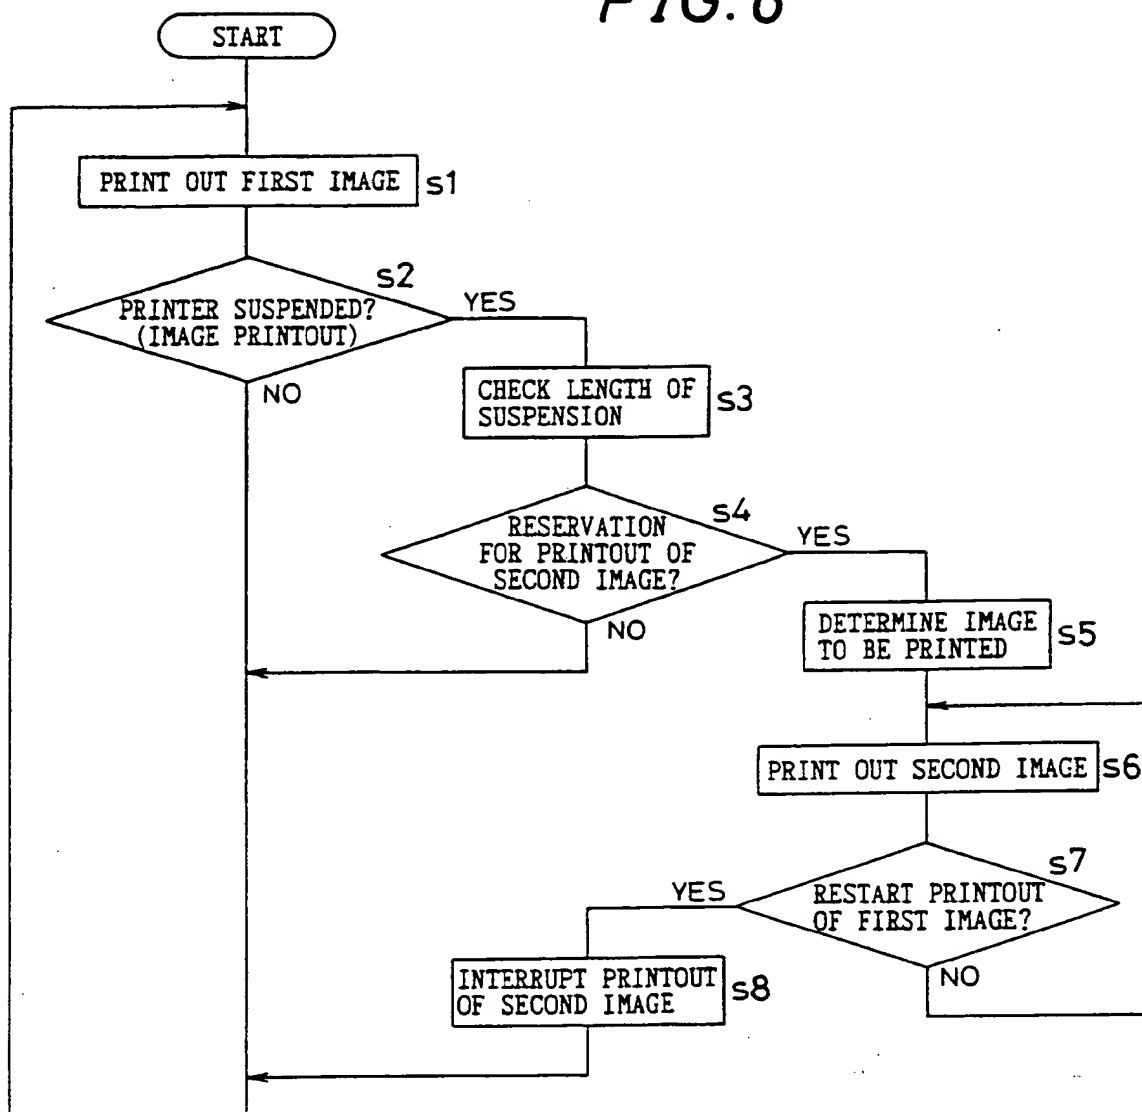 FIG. 6
START
PRINT OUT FIRST IMAGE s1
s2
PRINTER SUSPENDED?
(IMAGE PRINTOUT)
YES
NO
CHECK LENGTH OF
SUSPENSION
s3
s4
RESERVATION
FOR PRINTOUT OF
SECOND IMAGE?
YES
NO
DETERMINE IMAGE
TO BE PRINTED
s5
PRINT OUT SECOND IMAGE s6
s7
RESTART PRINTOUT
OF FIRST IMAGE?
YES
NO
INTERRUPT PRINTOUT
OF SECOND IMAGE
s8